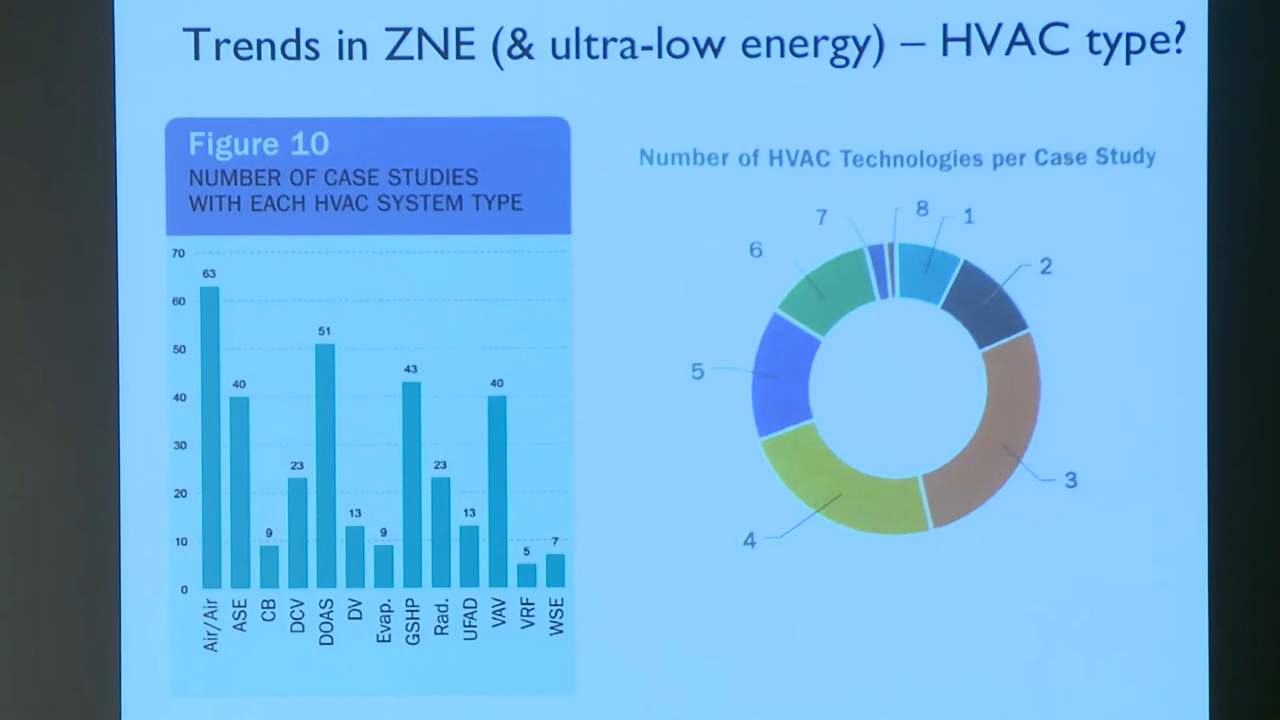 Trends in ZNE (& ultra-low energy) – HVAC type?
Figure 10
NUMBER OF CASE STUDIES
WITH EACH HVAC SYSTEM TYPE
70
60
50
40
30
20
10
0
63
40
9
23
51
13
9
43
23
13
40
5
7
Air/Air
ASE
CB
DCV
DOAS
DV
Evap.
GSHP
Rad.
UFAD
VAV
VRF
WSE
Number of HVAC Technologies per Case Study
1
2
3
4
5
6
7
8